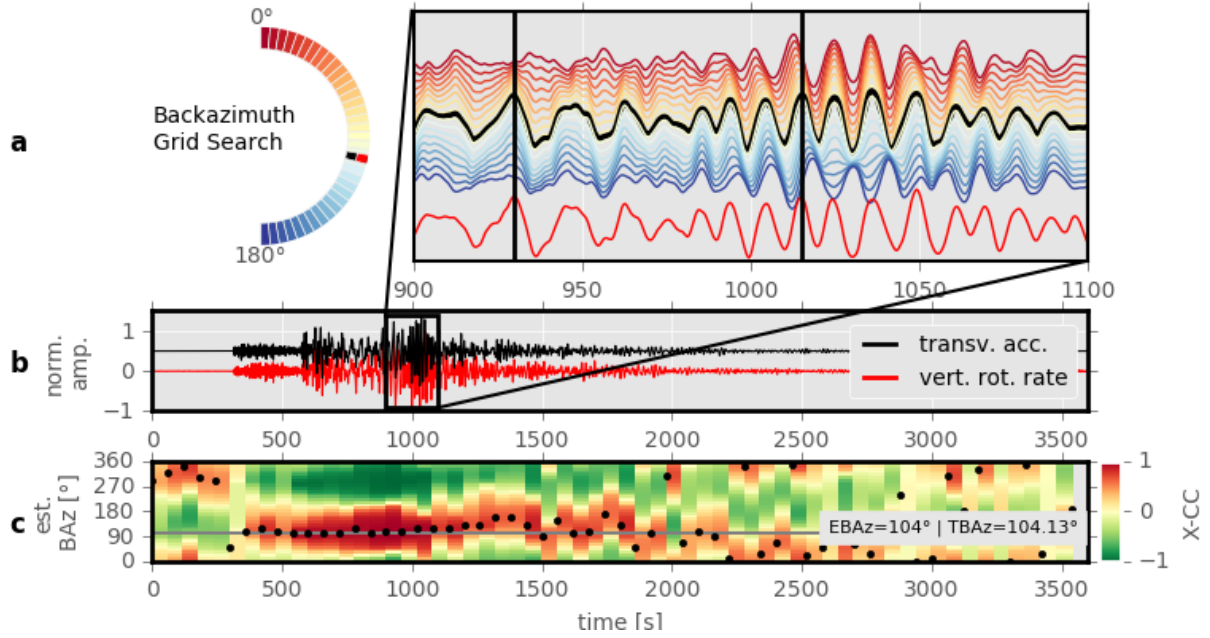 0°
Backazimuth
Grid Search
a
180°
900 950 1000 1050 1100
b
norm.
amp.
1
0
−1
transv. acc.
vert. rot. rate
0 500 1000 1500 2000 2500 3000 3500
c
est.
BAz [°]
360
270
180
90
0
EBAz=104° | TBAz=104.13°
1
0
−1
X-CC
0 500 1000 1500 2000 2500 3000 3500
time [s]